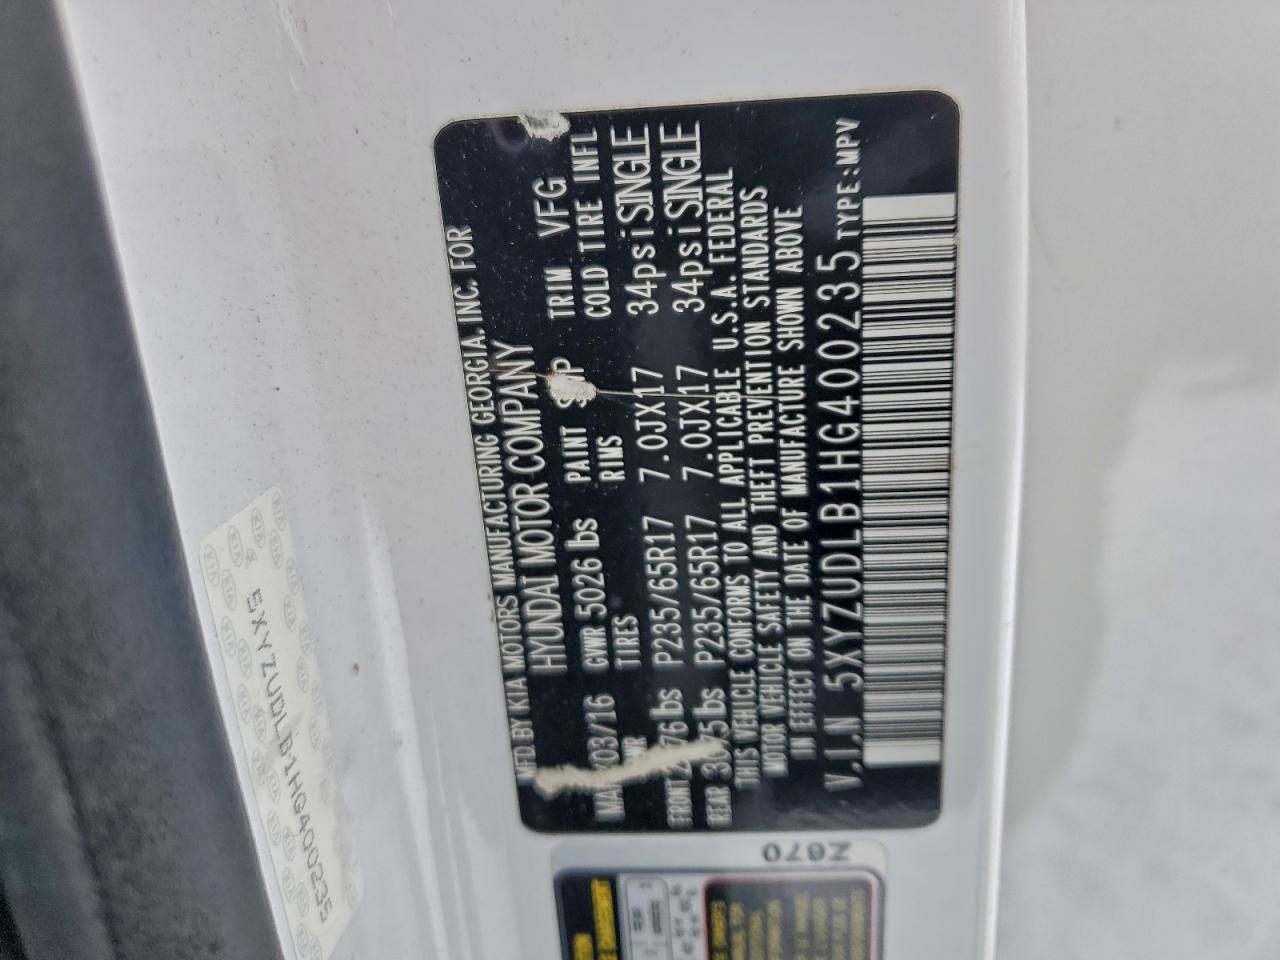 MFD BY KIA MOTORS MANUFACTURING GEORGIA, INC. FOR
HYUNDAI MOTOR COMPANY
03/16 GVWR 5026 lbs PAINT TRIM VFG
TIRES RIMS COLD TIRE INFL
FRONT P235/65R17 7.0JX17 34psi SINGLE
REAR P235/65R17 7.0JX17 34psi SINGLE
THIS VEHICLE CONFORMS TO ALL APPLICABLE U.S.A. FEDERAL
MOTOR VEHICLE SAFETY AND THEFT PREVENTION STANDARDS
IN EFFECT ON THE DATE OF MANUFACTURE SHOWN ABOVE
V.I.N 5XYZUDLB1HG400235 TYPE:MPV
5XYZUDLB1HG400235
Z670